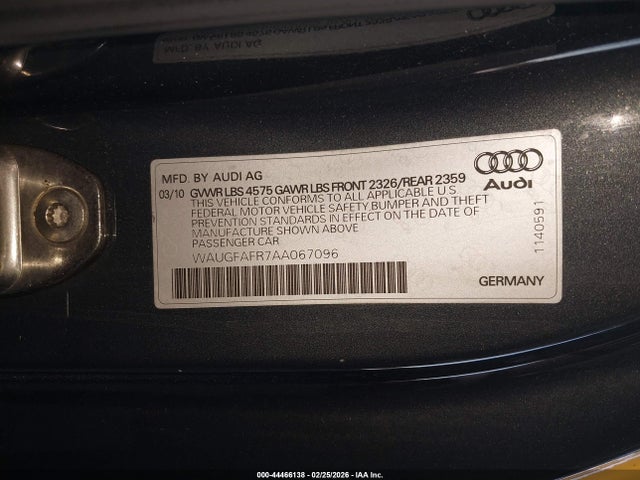 MFD. BY AUDI AG
03/10 GVWR LBS 4575 GAWR LBS FRONT 2326/REAR 2359
THIS VEHICLE CONFORMS TO ALL APPLICABLE U S
FEDERAL MOTOR VEHICLE SAFETY BUMPER AND THEFT
PREVENTION STANDARDS IN EFFECT ON THE DATE OF
MANUFACTURE SHOWN ABOVE
PASSENGER CAR
WAUGFAFR7AA067096
Audi
1140591
GERMANY
000-44466138 - 02/25/2026 - IAA Inc.